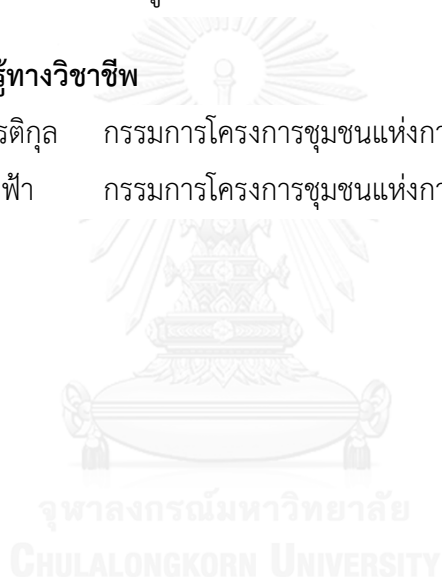 รู้ทางวิชาชีพ
รติกุล กรรมการโครงการชุมชนแห่งกา
ฟ้า กรรมการโครงการชุมชนแห่งกา
จุฬาลงกรณ์มหาวิทยาลัย
CHULALONGKORN UNIVERSITY